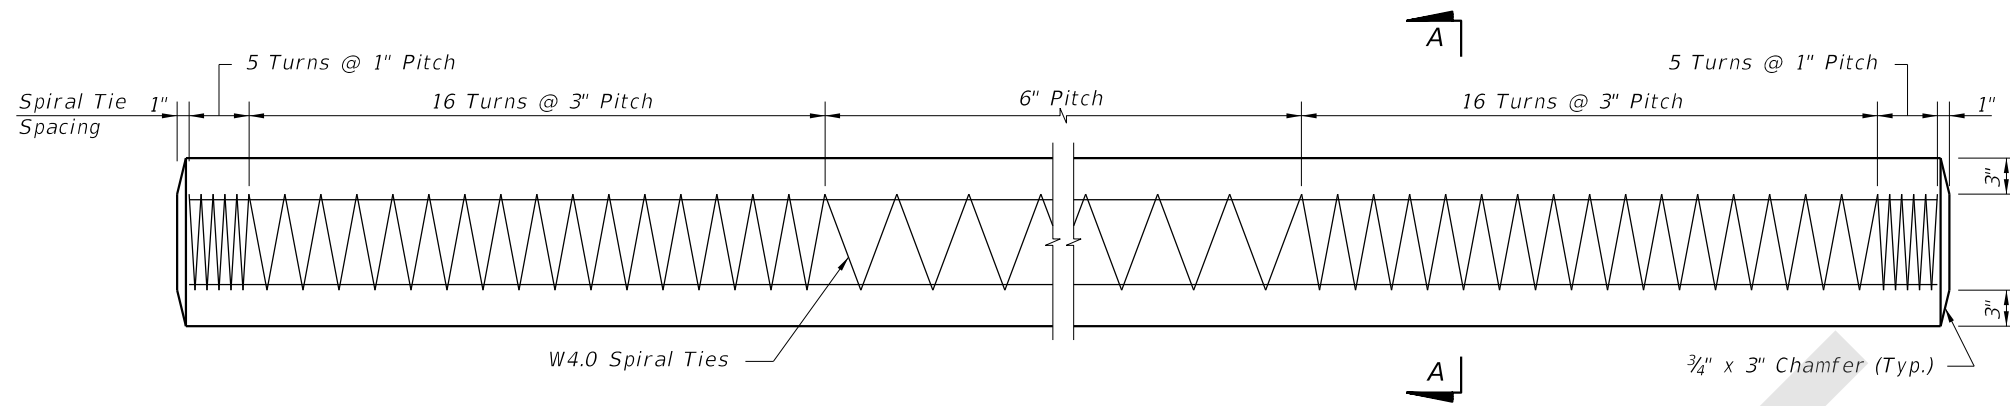 A
5 Turns @ 1" Pitch
5 Turns @ 1" Pitch
Spiral Tie
Spacing
1"
16 Turns @ 3" Pitch
6" Pitch
16 Turns @ 3" Pitch
1"
3"
3"
W4.0 Spiral Ties
A
¾" x 3" Chamfer (Typ.)